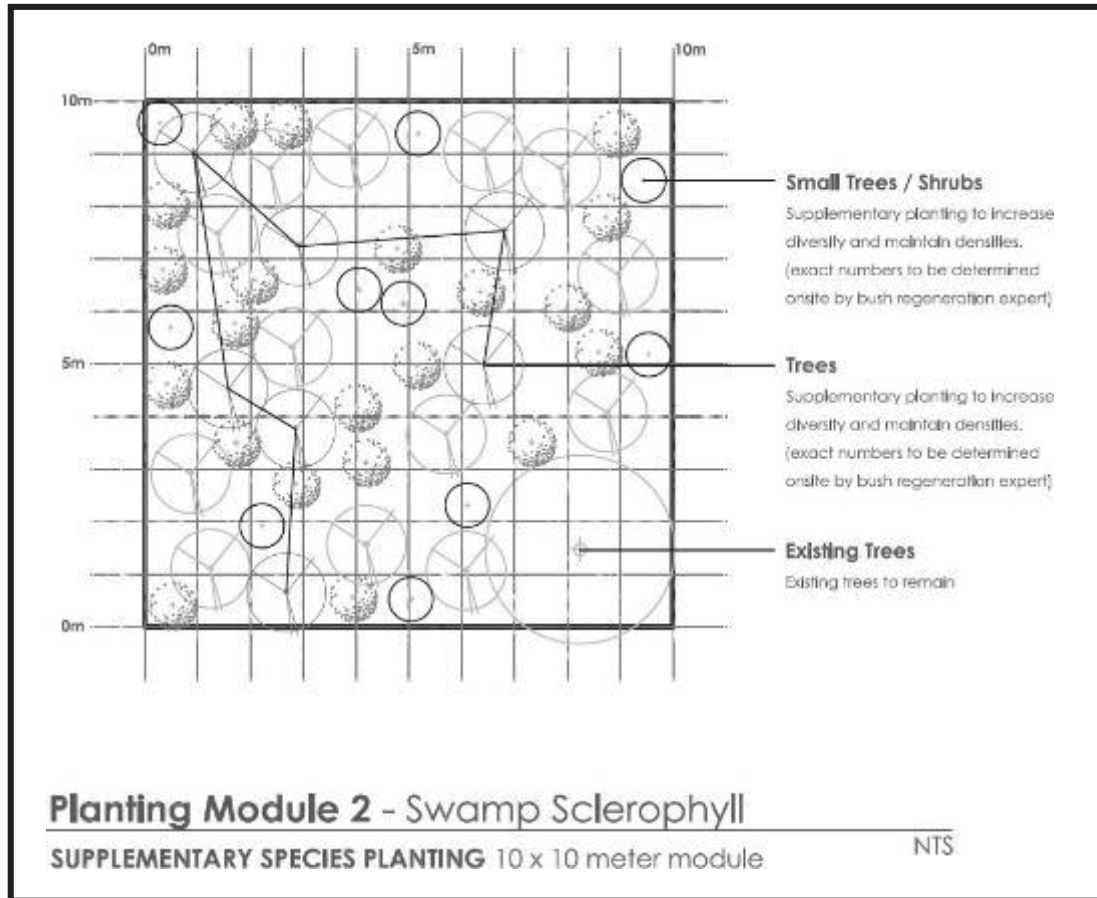 0m 5m 10m
10m
Small Trees / Shrubs
Supplementary planting to increase
diversity and maintain densities.
(exact numbers to be determined
onsite by bush regeneration expert)
5m
Trees
Supplementary planting to increase
diversity and maintain densities.
(exact numbers to be determined
onsite by bush regeneration expert)
Existing Trees
Existing trees to remain
0m
Planting Module 2 - Swamp Sclerophyll
SUPPLEMENTARY SPECIES PLANTING 10 x 10 meter module
NTS